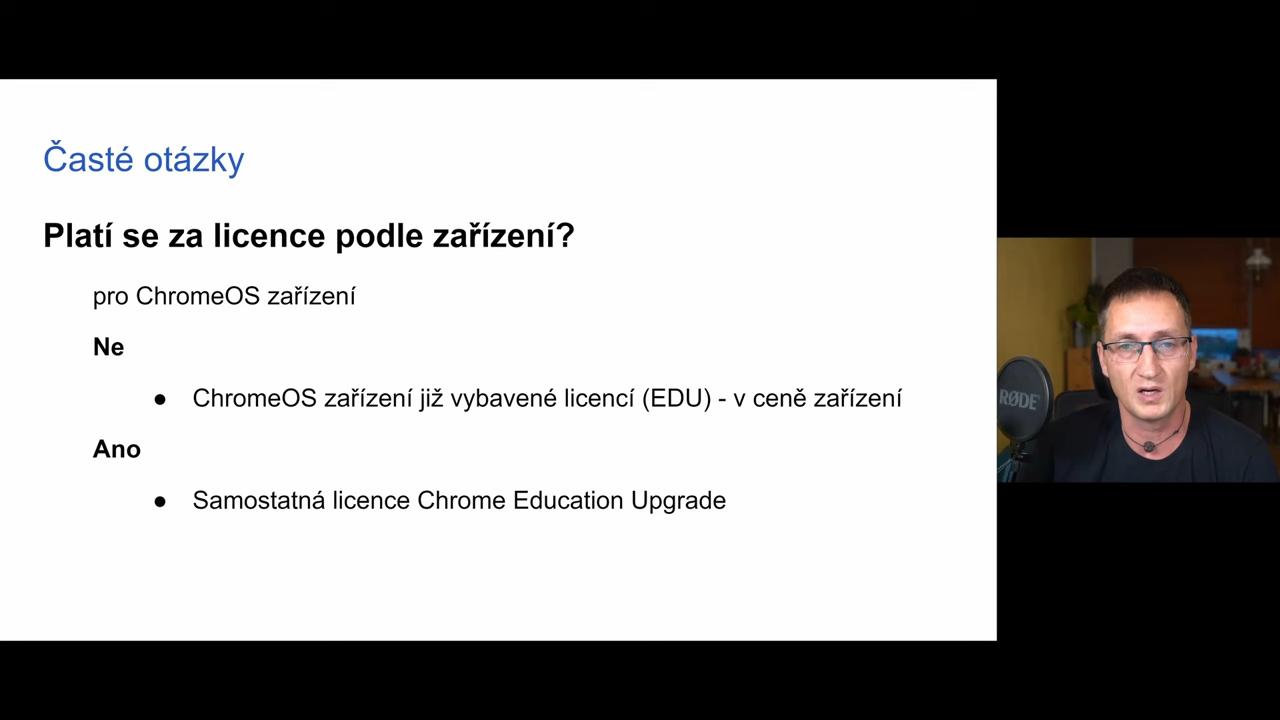 Časté otázky
Platí se za licence podle zařízení?
pro ChromeOS zařízení
Ne
● ChromeOS zařízení již vybavené licencí (EDU) - v ceně zařízení
Ano
● Samostatná licence Chrome Education Upgrade
RØDE